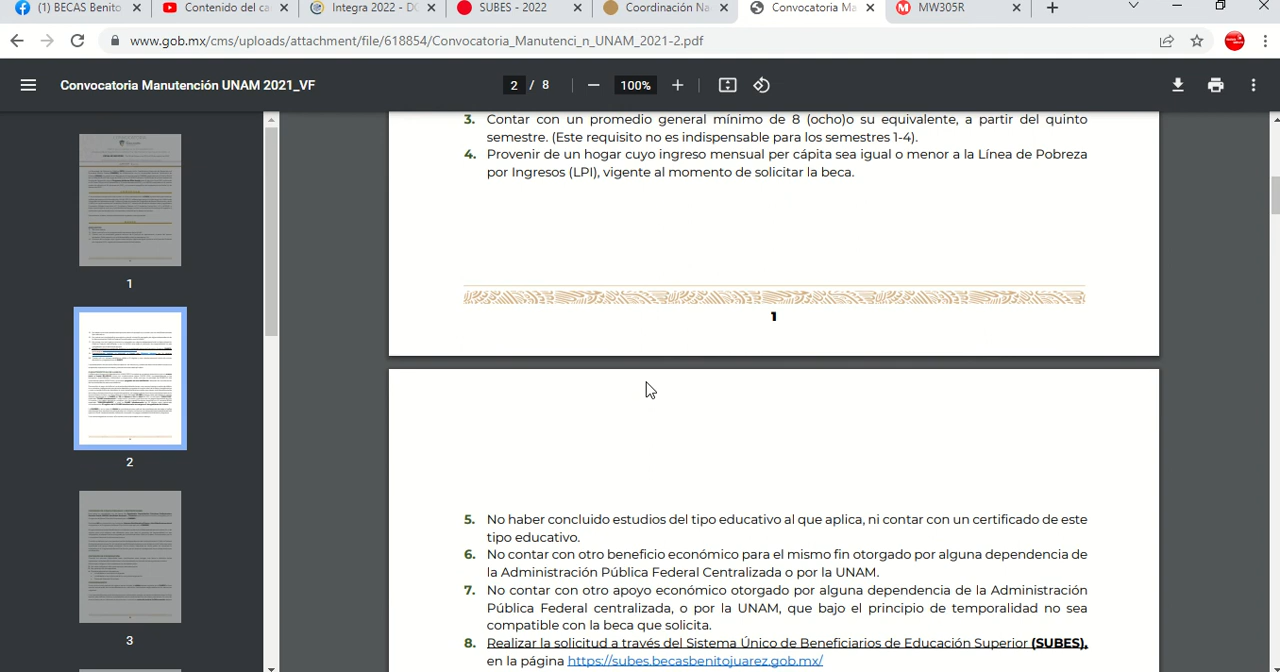 (1) BECAS Benito
Contenido del ca
Integra 2022 - DO
SUBES - 2022
Coordinación Na
Convocatoria Ma
MW305R
www.gob.mx/cms/uploads/attachment/file/618854/Convocatoria_Manutenci_n_UNAM_2021-2.pdf
Convocatoria Manutención UNAM 2021_VF
2 / 8
100%
3. Contar con un promedio general mínimo de 8 (ocho)o su equivalente, a partir del quinto
semestre. (Este requisito no es indispensable para los semestres 1-4).
4. Provenir de un hogar cuyo ingreso mensual per cápita sea igual o menor a la Línea de Pobreza
por Ingresos (LPI), vigente al momento de solicitar la beca.
1
1
2
3
5. No haber concluido estudios del tipo educativo al que aplica, ni contar con un certificado de este
tipo educativo.
6. No contar con otro beneficio económico para el mismo fin otorgado por alguna dependencia de
la Administración Pública Federal Centralizada o por la UNAM.
7. No contar con otro apoyo económico otorgado por alguna dependencia de la Administración
Pública Federal centralizada, o por la UNAM, que bajo el principio de temporalidad no sea
compatible con la beca que solicita.
8. Realizar la solicitud a través del Sistema Único de Beneficiarios de Educación Superior (SUBES),
en la página https://subes.becasbenitojuarez.gob.mx/